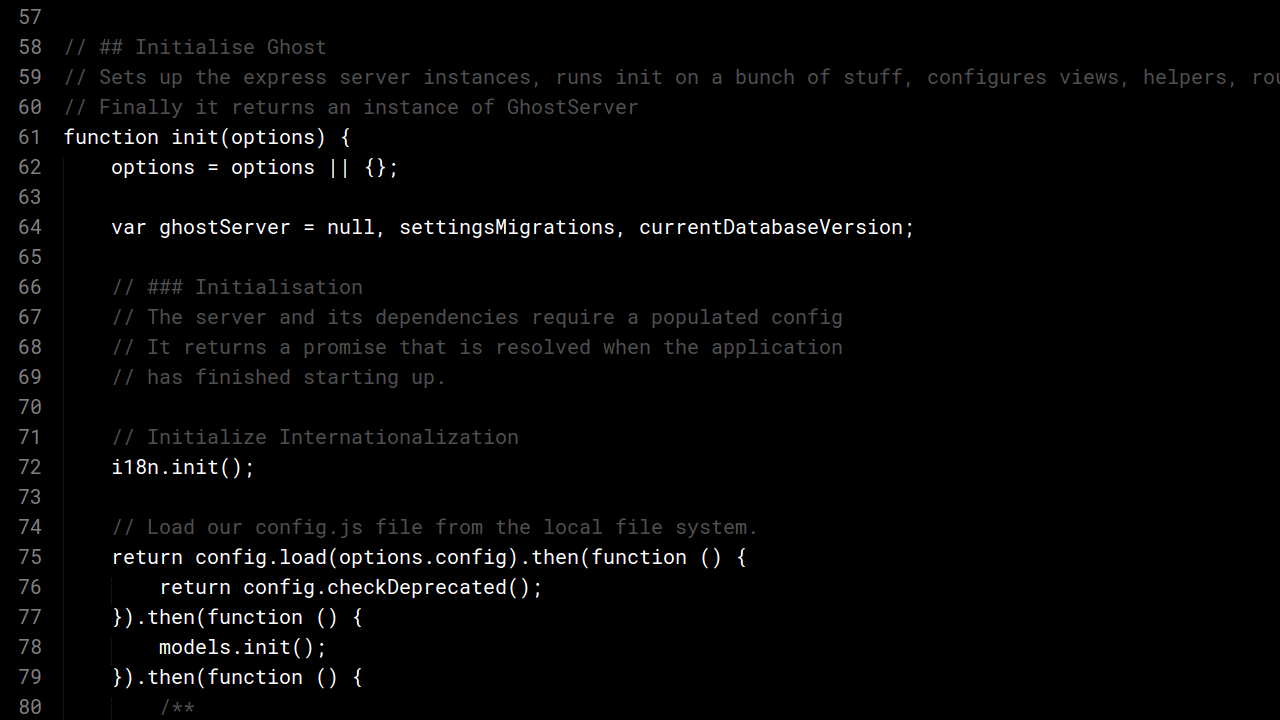 57
58 // ## Initialise Ghost
59 // Sets up the express server instances, runs init on a bunch of stuff, configures views, helpers,
60 // Finally it returns an instance of GhostServer
61 function init(options) {
62 options = options || {};
63
64 var ghostServer = null, settingsMigrations, currentDatabaseVersion;
65
66 // ### Initialisation
67 // The server and its dependencies require a populated config
68 // It returns a promise that is resolved when the application
69 // has finished starting up.
70
71 // Initialize Internationalization
72 i18n.init();
73
74 // Load our config.js file from the local file system.
75 return config.load(options.config).then(function () {
76 return config.checkDeprecated();
77 }).then(function () {
78 models.init();
79 }).then(function () {
80 /**